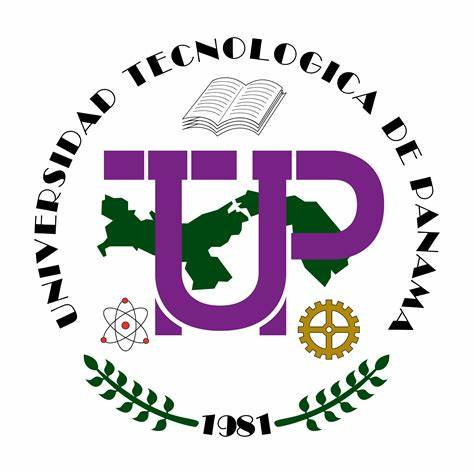 UNIVERSIDAD TECNOLOGICA DE PANAMA
UTP
1981